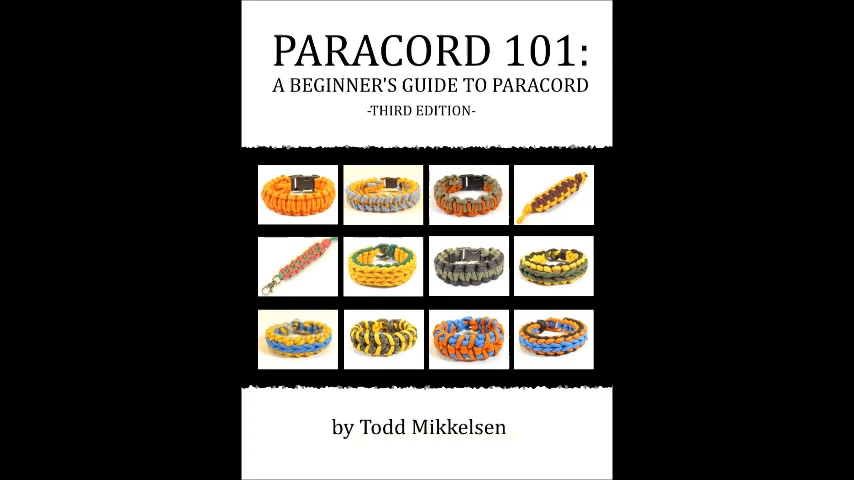 PARACORD 101:
A BEGINNER'S GUIDE TO PARACORD
-THIRD EDITION-
by Todd Mikkelsen